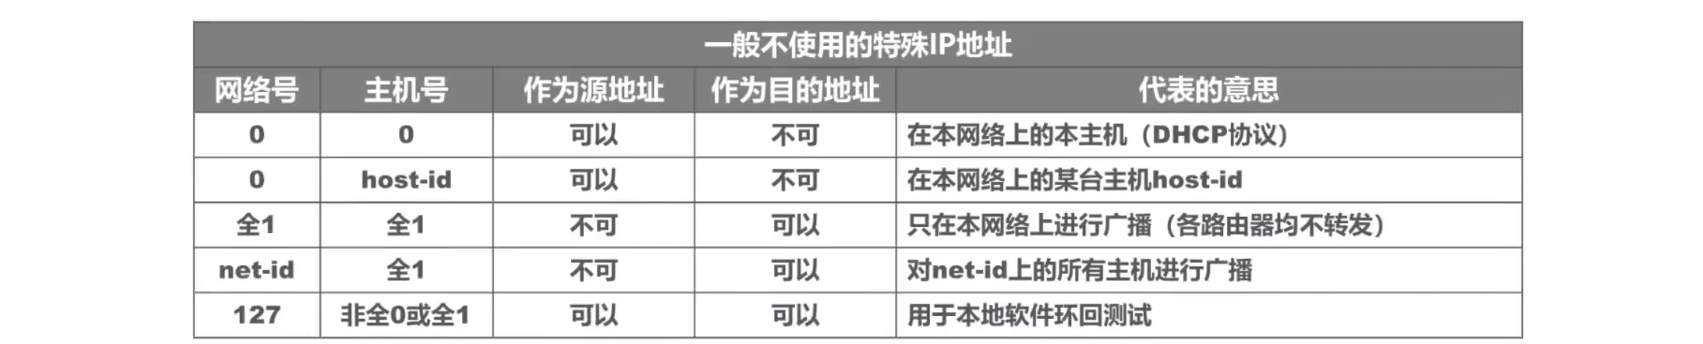 一般不使用的特殊IP地址
网络号 主机号 作为源地址 作为目的地址 代表的意思
0 0 可以 不可 在本网络上的本主机（DHCP协议）
0 host-id 可以 不可 在本网络上的某台主机host-id
全1 全1 不可 可以 只在本网络上进行广播（各路由器均不转发）
net-id 全1 不可 可以 对net-id上的所有主机进行广播
127 非全0或全1 可以 可以 用于本地软件环回测试